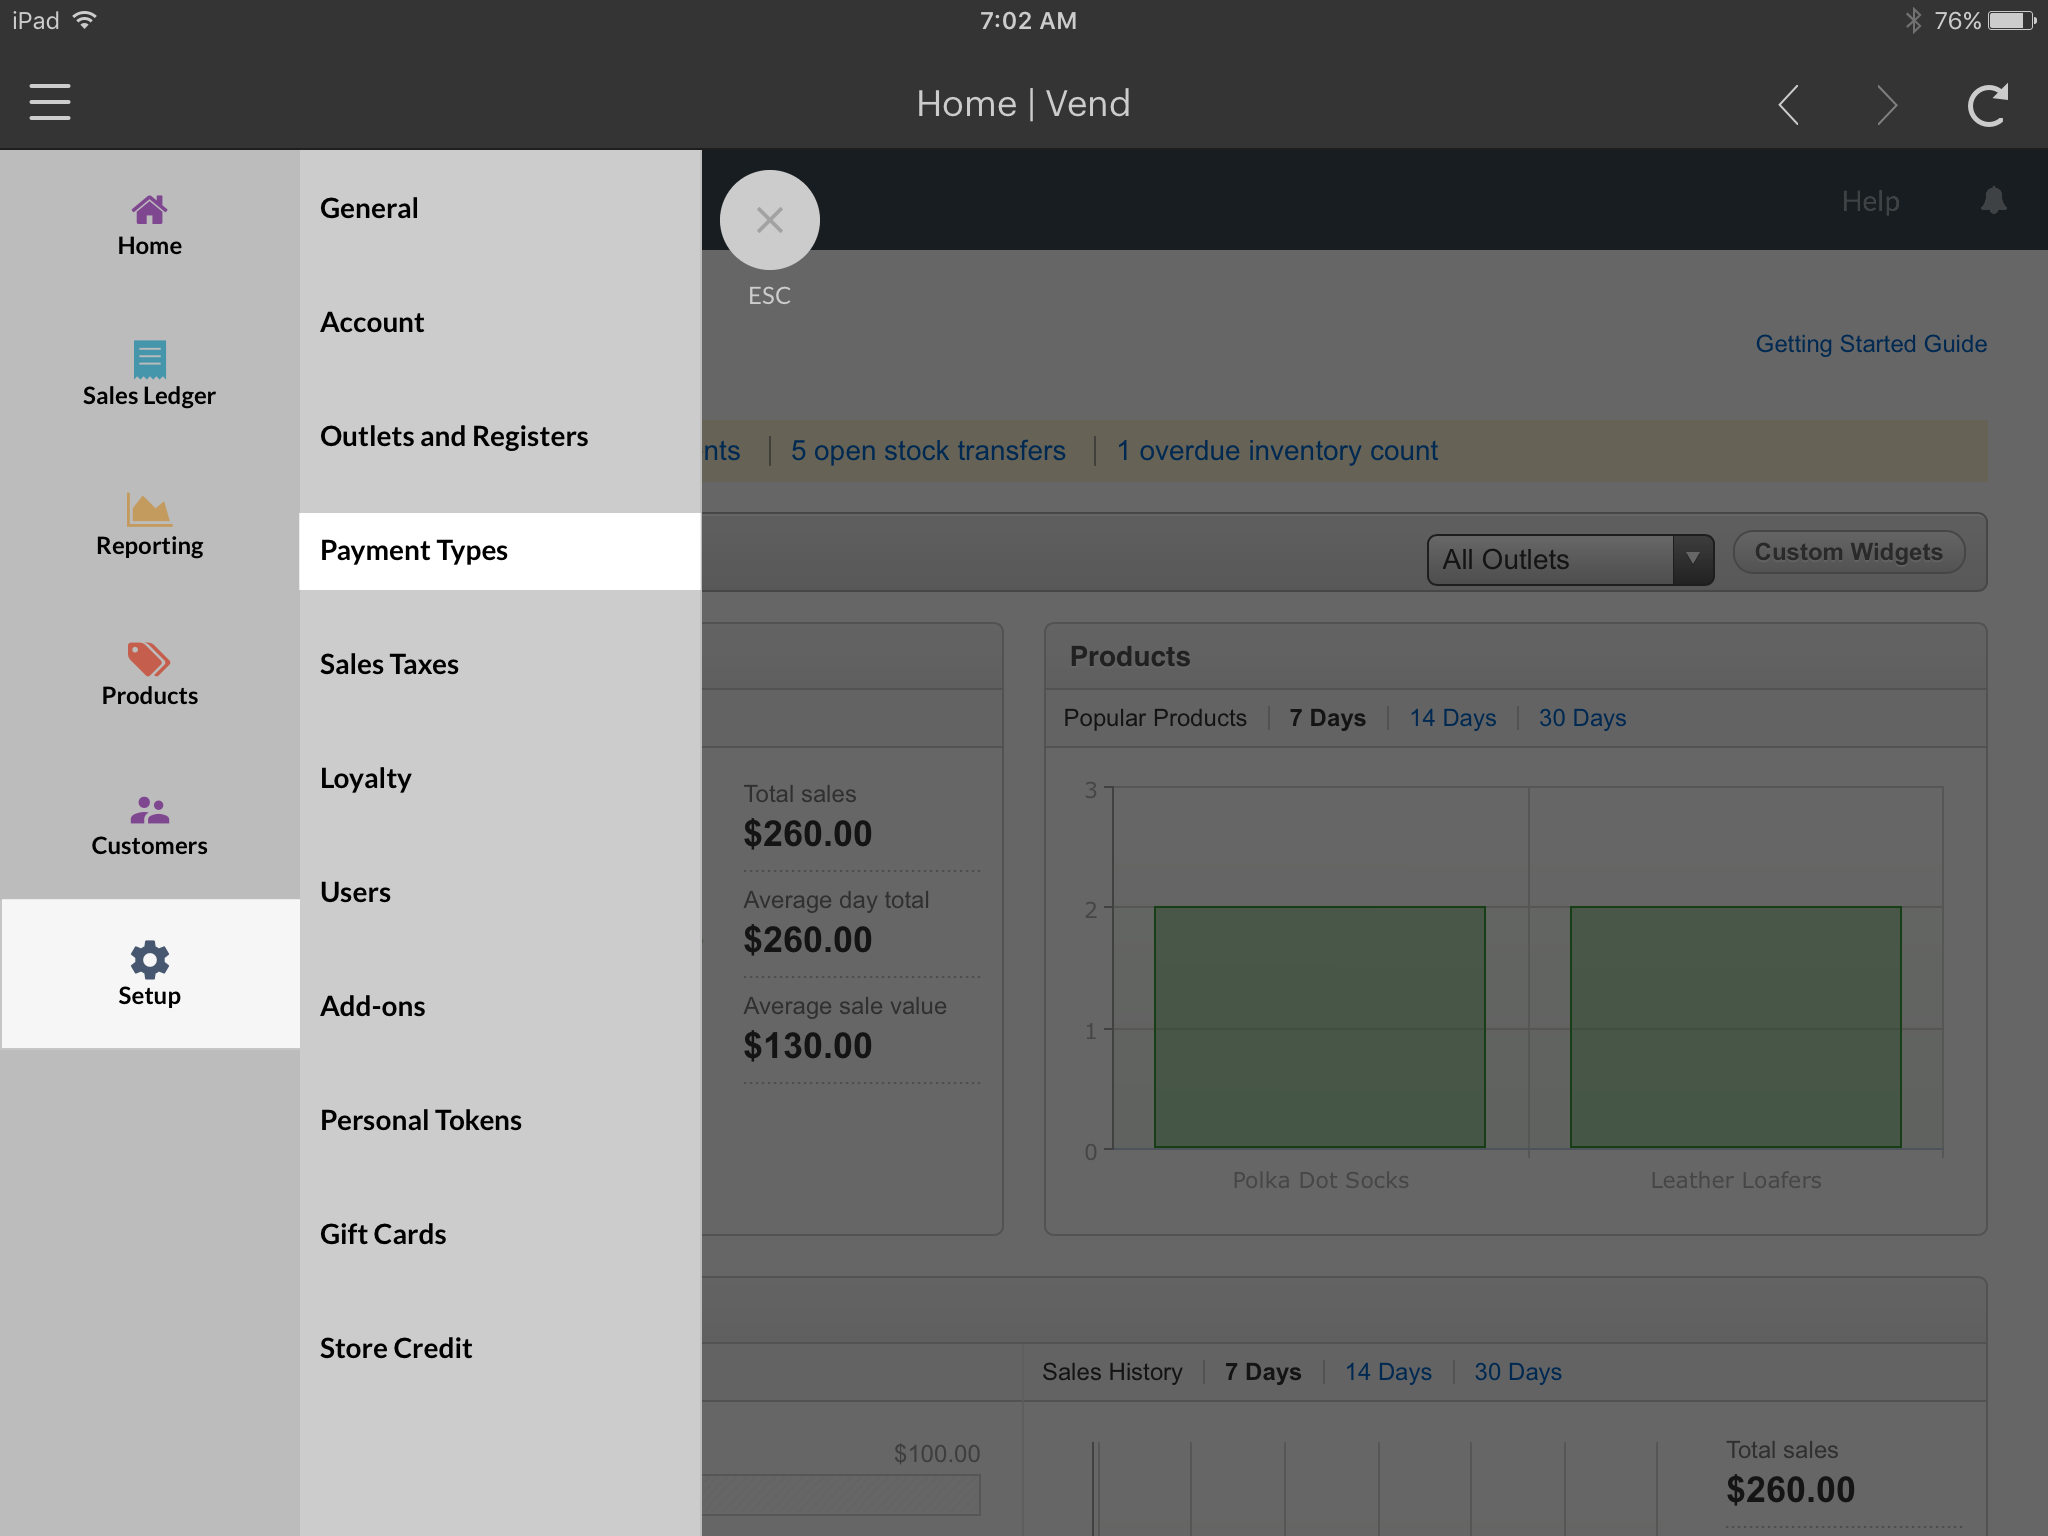 iPad
7:02 AM
76%
Home | Vend
Home
Sales Ledger
Reporting
Products
Customers
Setup
General
Account
Outlets and Registers
Payment Types
Sales Taxes
Loyalty
Users
Add-ons
Personal Tokens
Gift Cards
Store Credit
ESC
Help
Getting Started Guide
nts | 5 open stock transfers | 1 overdue inventory count
All Outlets
Custom Widgets
Total sales
$260.00
Average day total
$260.00
Average sale value
$130.00
Products
Popular Products | 7 Days | 14 Days | 30 Days
3
2
1
0
Polka Dot Socks
Leather Loafers
Sales History | 7 Days | 14 Days | 30 Days
$100.00
Total sales
$260.00